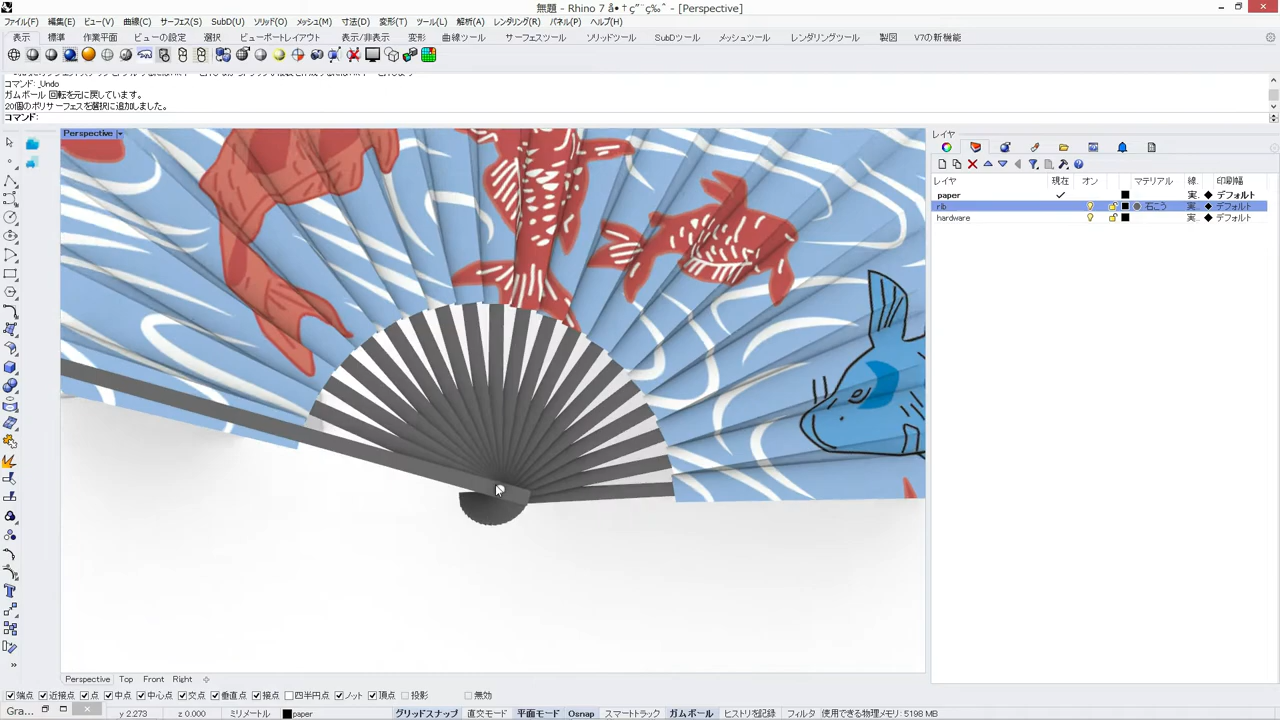 無題 - Rhino 7 å•†ç”¨ç‰ˆ - [Perspective]
ファイル(F) 編集(E) ビュー(V) 曲線(C) サーフェス(S) SubD(U) ソリッド(O) メッシュ(M) 寸法(D) 変形(T) ツール(L) 解析(A) レンダリング(R) パネル(P) ヘルプ(H)
表示 標準 作業平面 ビューの設定 選択 ビューポートレイアウト 表示/非表示 変形 曲線ツール サーフェスツール ソリッドツール SubDツール メッシュツール レンダリングツール 製図 V7の新機能
コマンド: _Undo
ガムボール 回転を元に戻しています。
20個のポリサーフェスを選択に追加しました。
コマンド:
Perspective
レイヤ
レイヤ 現在 オン マテリアル 線 印刷幅
paper 実. デフォルト
rib 石こう 実. デフォルト
hardware 実. デフォルト
Perspective Top Front Right
端点 近接点 点 中点 中心点 交点 垂直点 接点 四半円点 ノット 頂点 投影 無効
Gra... y 2.273 z 0.000 ミリメートル paper グリッドスナップ 直交モード 平面モード Osnap スマートトラック ガムボール ヒストリを記録 フィルタ 使用できる物理メモリ: 5198 MB